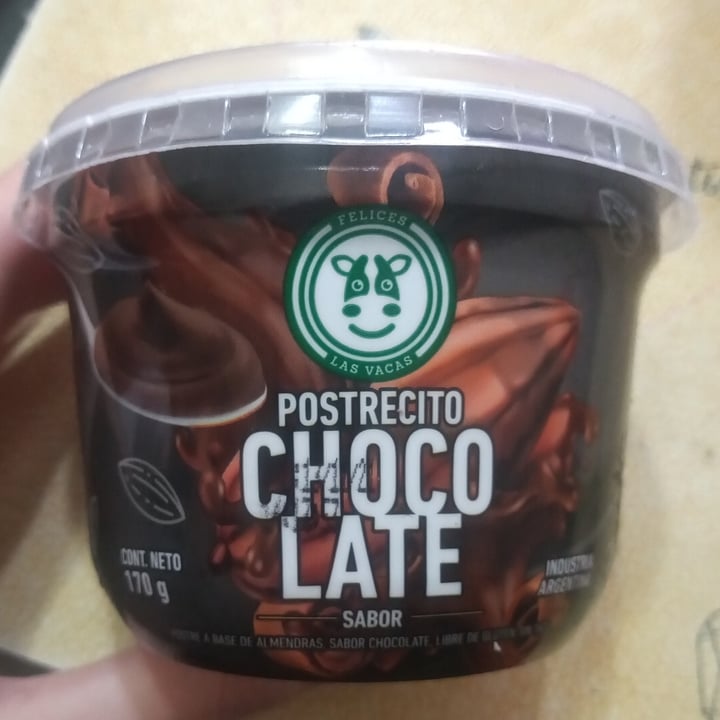 FELICES
LAS VACAS
POSTRECITO
CHOCO
LATE
SABOR
CONT. NETO
170 g
INDUSTRIA
ARGENTINA
POSTRE A BASE DE ALMENDRAS, SABOR CHOCOLATE, LIBRE DE GLUTEN